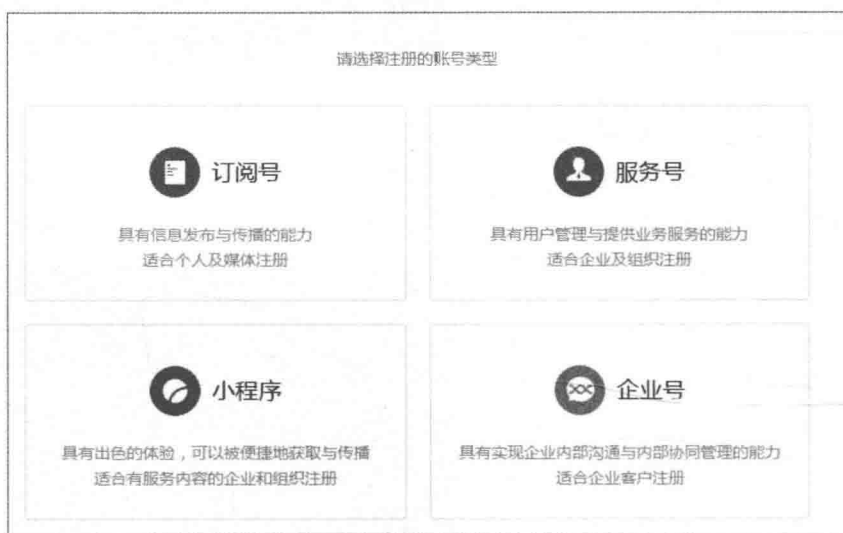 请选择注册的账号类型
订阅号
具有信息发布与传播的能力
适合个人及媒体注册
服务号
具有用户管理与提供业务服务的能力
适合企业及组织注册
小程序
具有出色的体验，可以被便捷地获取与传播
适合有服务内容的企业和组织注册
企业号
具有实现企业内部沟通与内部协同管理的能力
适合企业客户注册